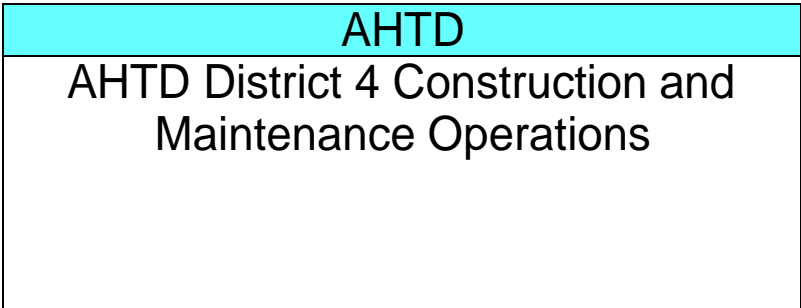 AHTD
AHTD District 4 Construction and
Maintenance Operations